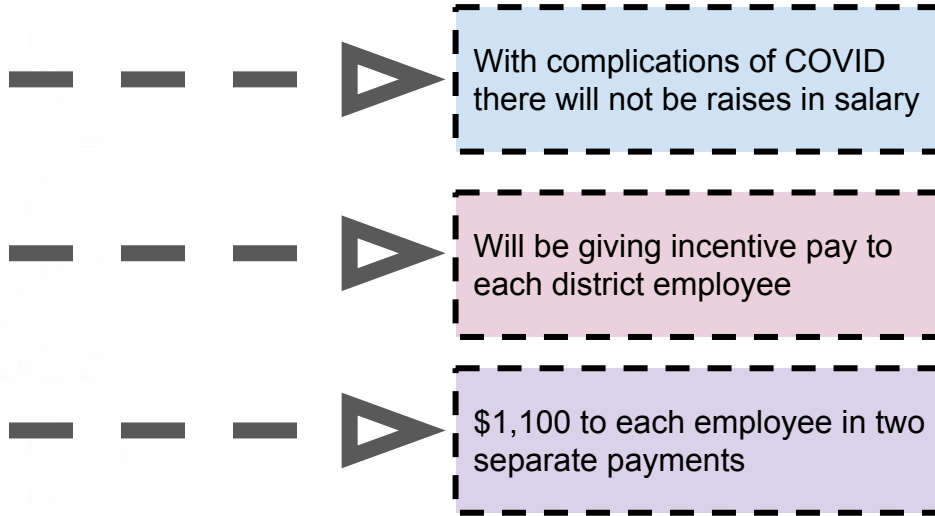 With complications of COVID
there will not be raises in salary
Will be giving incentive pay to
each district employee
$1,100 to each employee in two
separate payments